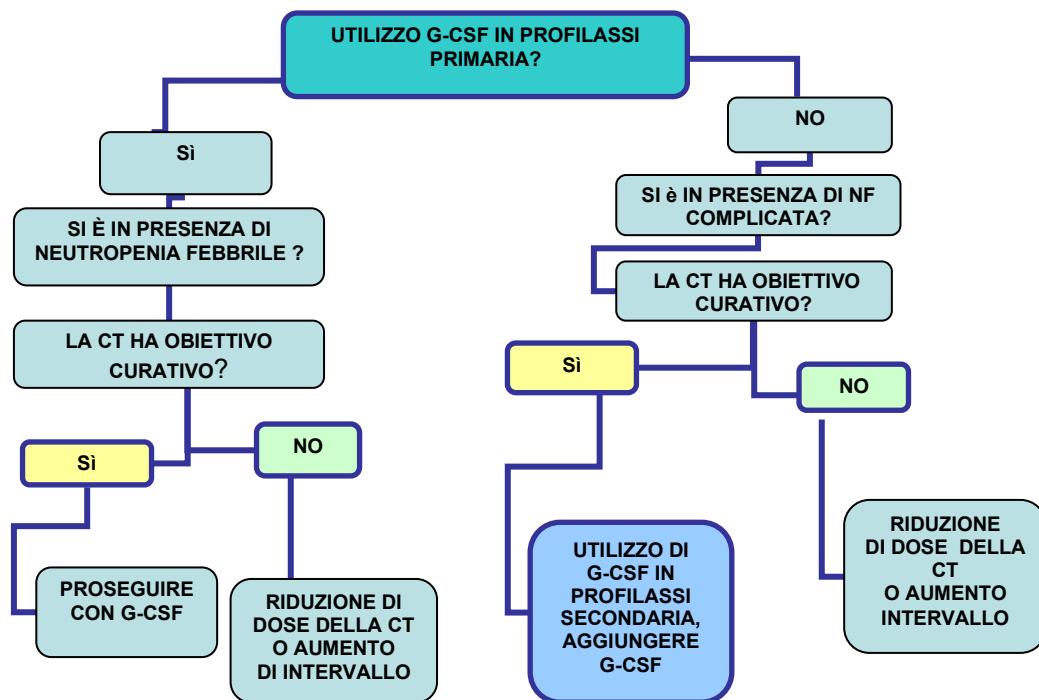 UTILIZZO G-CSF IN PROFILASSI
PRIMARIA?
Sì
NO
SI È IN PRESENZA DI
NEUTROPENIA FEBBRILE ?
SI è IN PRESENZA DI NF
COMPLICATA?
LA CT HA OBIETTIVO
CURATIVO?
LA CT HA OBIETTIVO
CURATIVO?
Sì
NO
Sì
NO
PROSEGUIRE
CON G-CSF
RIDUZIONE DI
DOSE DELLA CT
O AUMENTO
DI INTERVALLO
UTILIZZO DI
G-CSF IN
PROFILASSI
SECONDARIA,
AGGIUNGERE
G-CSF
RIDUZIONE
DI DOSE DELLA
CT
O AUMENTO
INTERVALLO